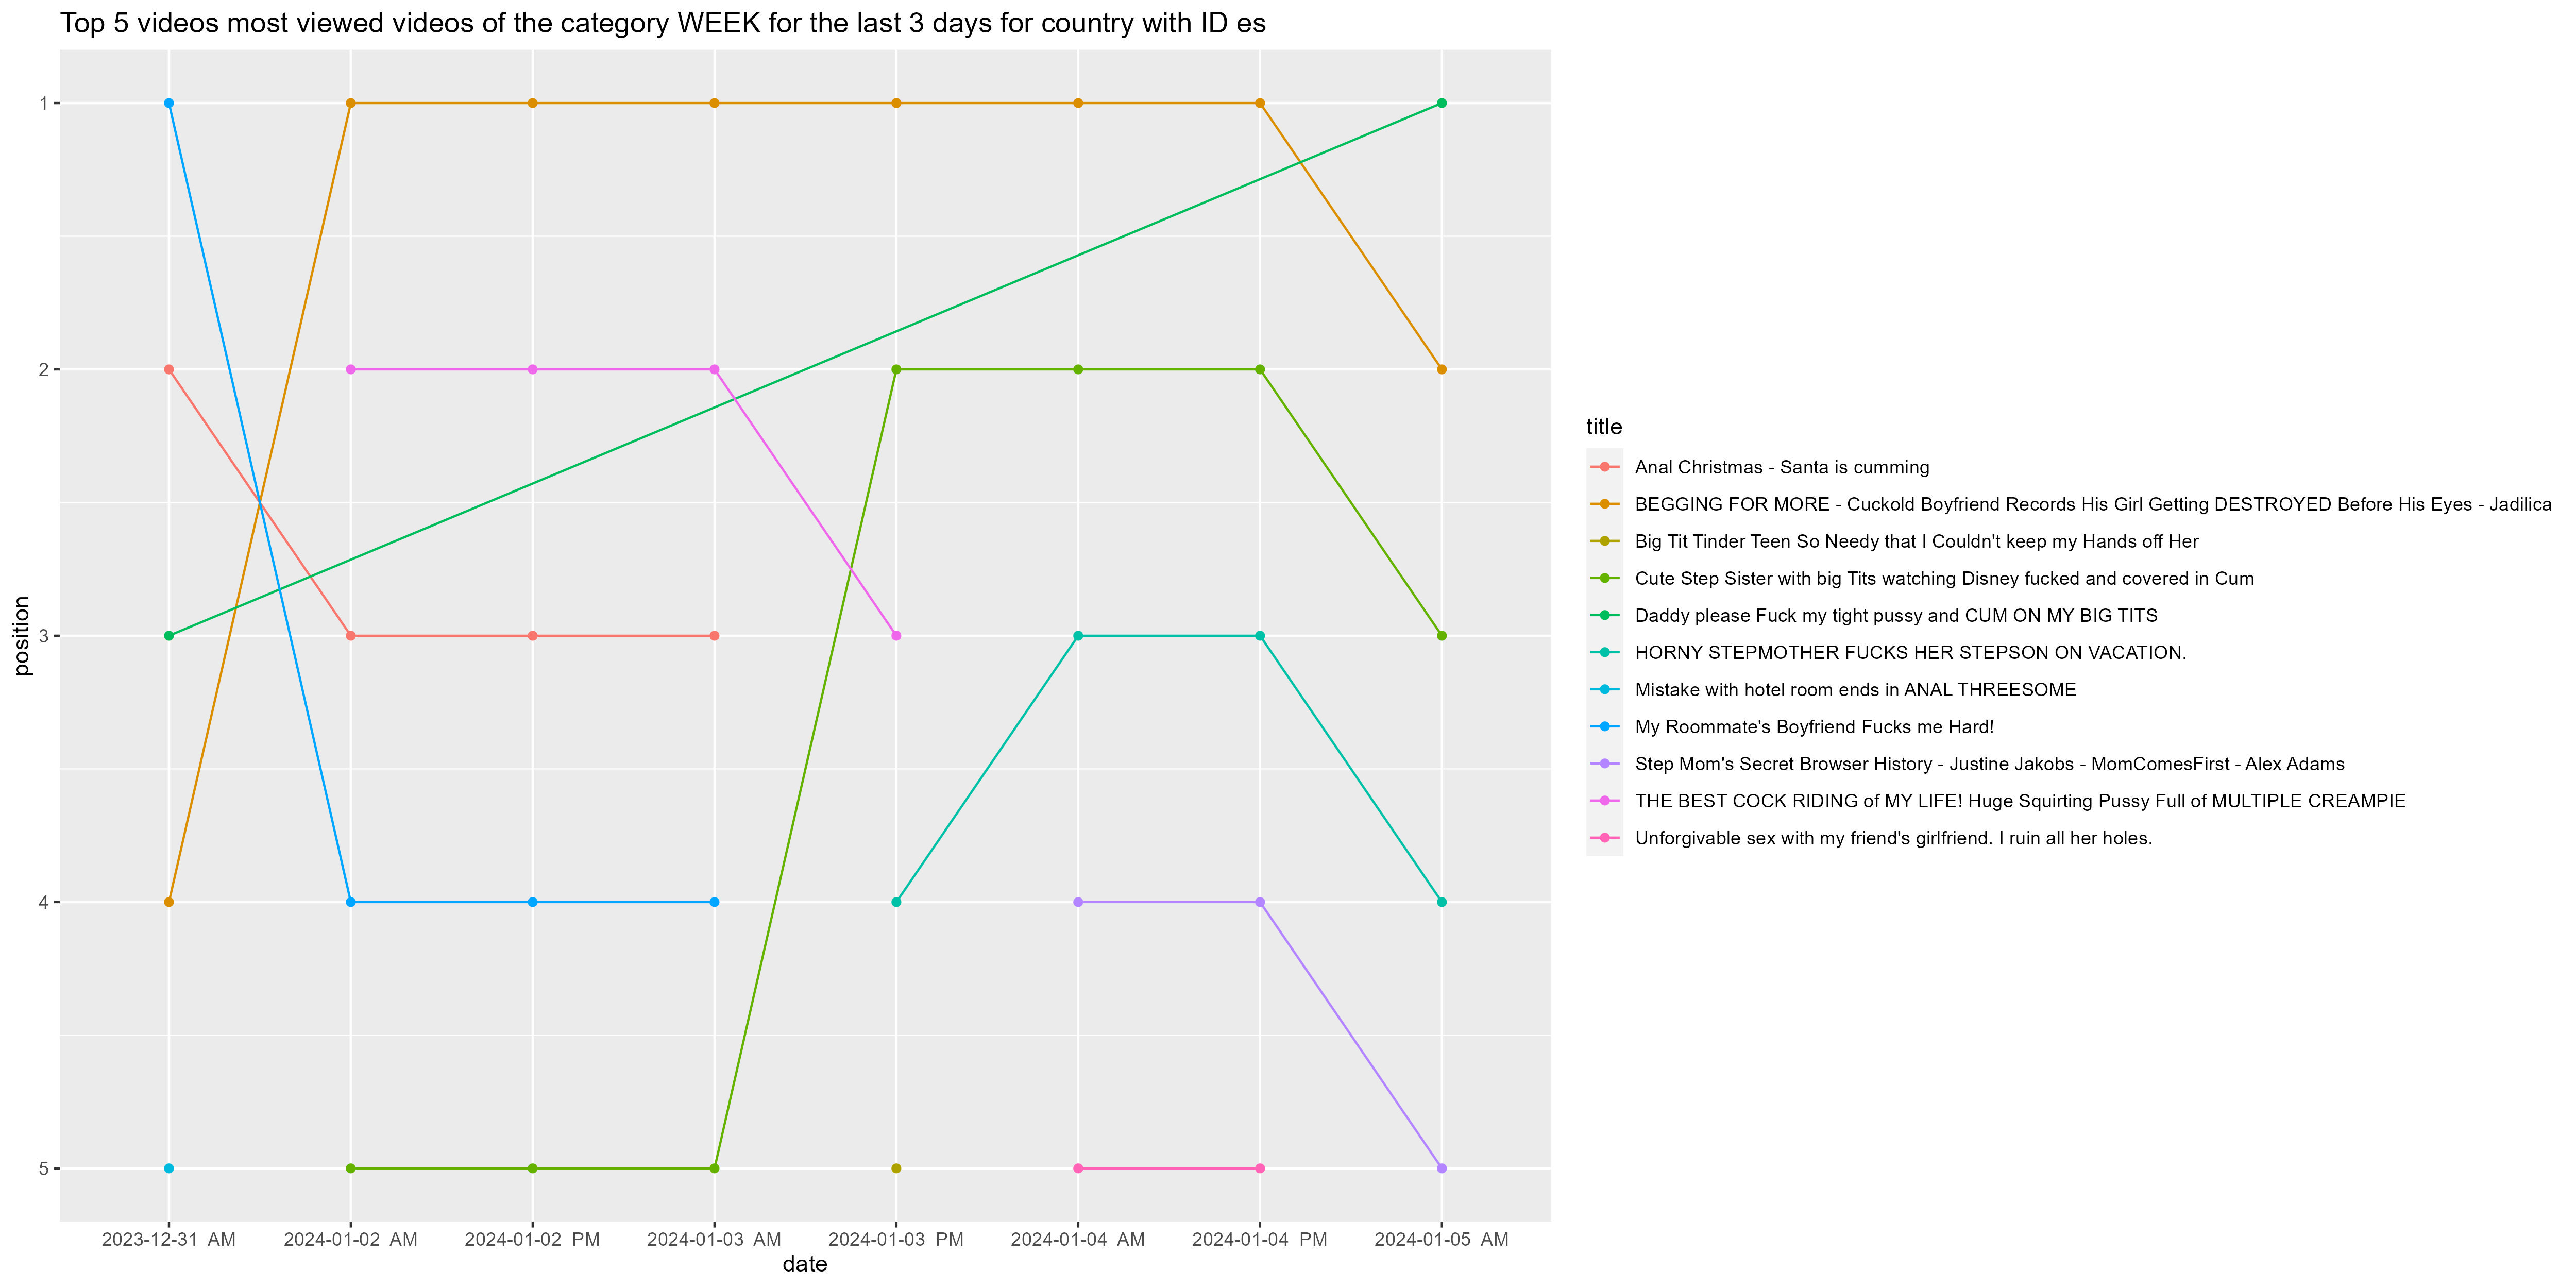 Top 5 videos most viewed videos of the category WEEK for the last 3 days for country with ID es
position
1
2
3
4
5
2023-12-31 AM
2024-01-02 AM
2024-01-02 PM
2024-01-03 AM
2024-01-03 PM
2024-01-04 AM
2024-01-04 PM
2024-01-05 AM
date
title
Anal Christmas - Santa is cumming
BEGGING FOR MORE - Cuckold Boyfriend Records His Girl Getting DESTROYED Before His Eyes - Jadilica
Big Tit Tinder Teen So Needy that I Couldn't keep my Hands off Her
Cute Step Sister with big Tits watching Disney fucked and covered in Cum
Daddy please Fuck my tight pussy and CUM ON MY BIG TITS
HORNY STEPMOTHER FUCKS HER STEPSON ON VACATION.
Mistake with hotel room ends in ANAL THREESOME
My Roommate's Boyfriend Fucks me Hard!
Step Mom's Secret Browser History - Justine Jakobs - MomComesFirst - Alex Adams
THE BEST COCK RIDING of MY LIFE! Huge Squirting Pussy Full of MULTIPLE CREAMPIE
Unforgivable sex with my friend's girlfriend. I ruin all her holes.